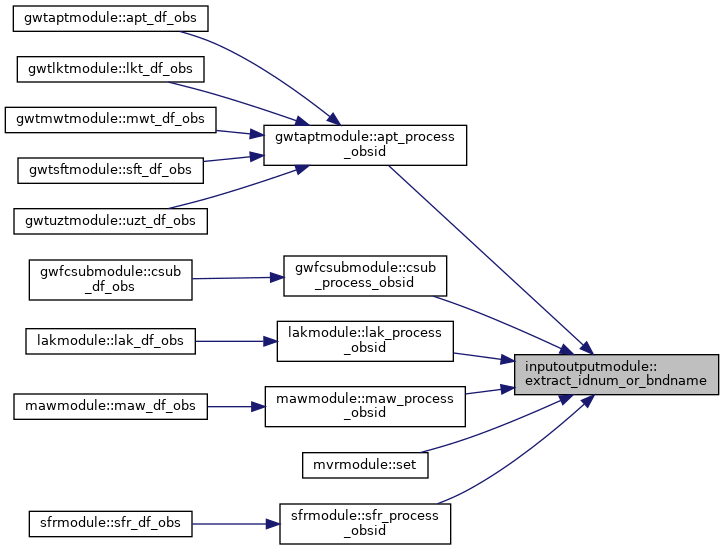 gwtaptmodule::apt_df_obs
gwtlktmodule::lkt_df_obs
gwtmwtmodule::mwt_df_obs
gwtsftmodule::sft_df_obs
gwtuztmodule::uzt_df_obs
gwtaptmodule::apt_process
_obsid
gwfcsubmodule::csub
_df_obs
gwfcsubmodule::csub
_process_obsid
lakmodule::lak_df_obs
lakmodule::lak_process
_obsid
mawmodule::maw_df_obs
mawmodule::maw_process
_obsid
mvrmodule::set
sfrmodule::sfr_df_obs
sfrmodule::sfr_process
_obsid
inputoutputmodule::
extract_idnum_or_bndname